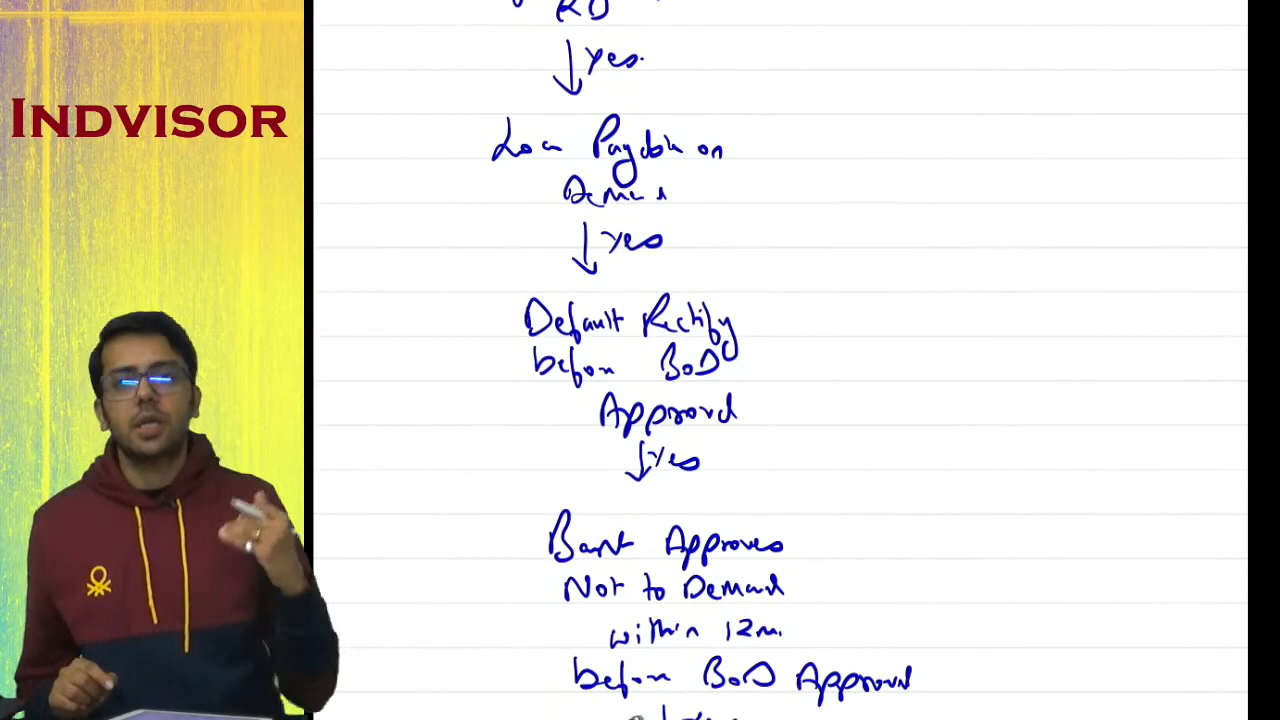 INDVISOR
RD
Yes.
Loan Payable on
Demand
Yes
Default Rectify
before BoD
Approval
Yes
Bank Approves
Not to Demand
within 12m.
before BoD Approval